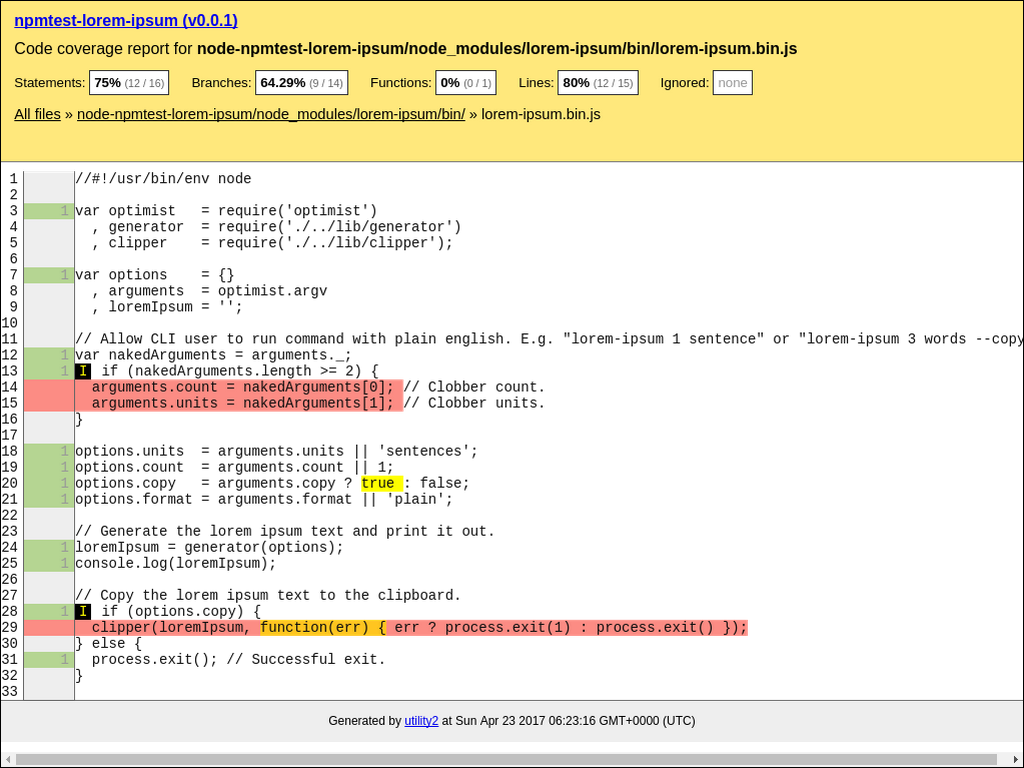 npmtest-lorem-ipsum (v0.0.1)
Code coverage report for node-npmtest-lorem-ipsum/node_modules/lorem-ipsum/bin/lorem-ipsum.bin.js
Statements: 75% (12 / 16) Branches: 64.29% (9 / 14) Functions: 0% (0 / 1) Lines: 80% (12 / 15) Ignored: none
All files » node-npmtest-lorem-ipsum/node_modules/lorem-ipsum/bin/ » lorem-ipsum.bin.js
1 //#!/usr/bin/env node
2
3 1 var optimist   = require('optimist')
4   , generator  = require('./../lib/generator')
5   , clipper    = require('./../lib/clipper');
6
7 1 var options    = {}
8   , arguments  = optimist.argv
9   , loremIpsum = '';
10
11 // Allow CLI user to run command with plain english. E.g. "lorem-ipsum 1 sentence" or "lorem-ipsum 3 words --copy
12 1 var nakedArguments = arguments._;
13 1 I if (nakedArguments.length >= 2) {
14   arguments.count = nakedArguments[0]; // Clobber count.
15   arguments.units = nakedArguments[1]; // Clobber units.
16 }
17
18 1 options.units  = arguments.units || 'sentences';
19 1 options.count  = arguments.count || 1;
20 1 options.copy   = arguments.copy ? true : false;
21 1 options.format = arguments.format || 'plain';
22
23 // Generate the lorem ipsum text and print it out.
24 1 loremIpsum = generator(options);
25 1 console.log(loremIpsum);
26
27 // Copy the lorem ipsum text to the clipboard.
28 1 I if (options.copy) {
29   clipper(loremIpsum, function(err) { err ? process.exit(1) : process.exit() });
30 } else {
31 1   process.exit(); // Successful exit.
32 }
33
Generated by utility2 at Sun Apr 23 2017 06:23:16 GMT+0000 (UTC)